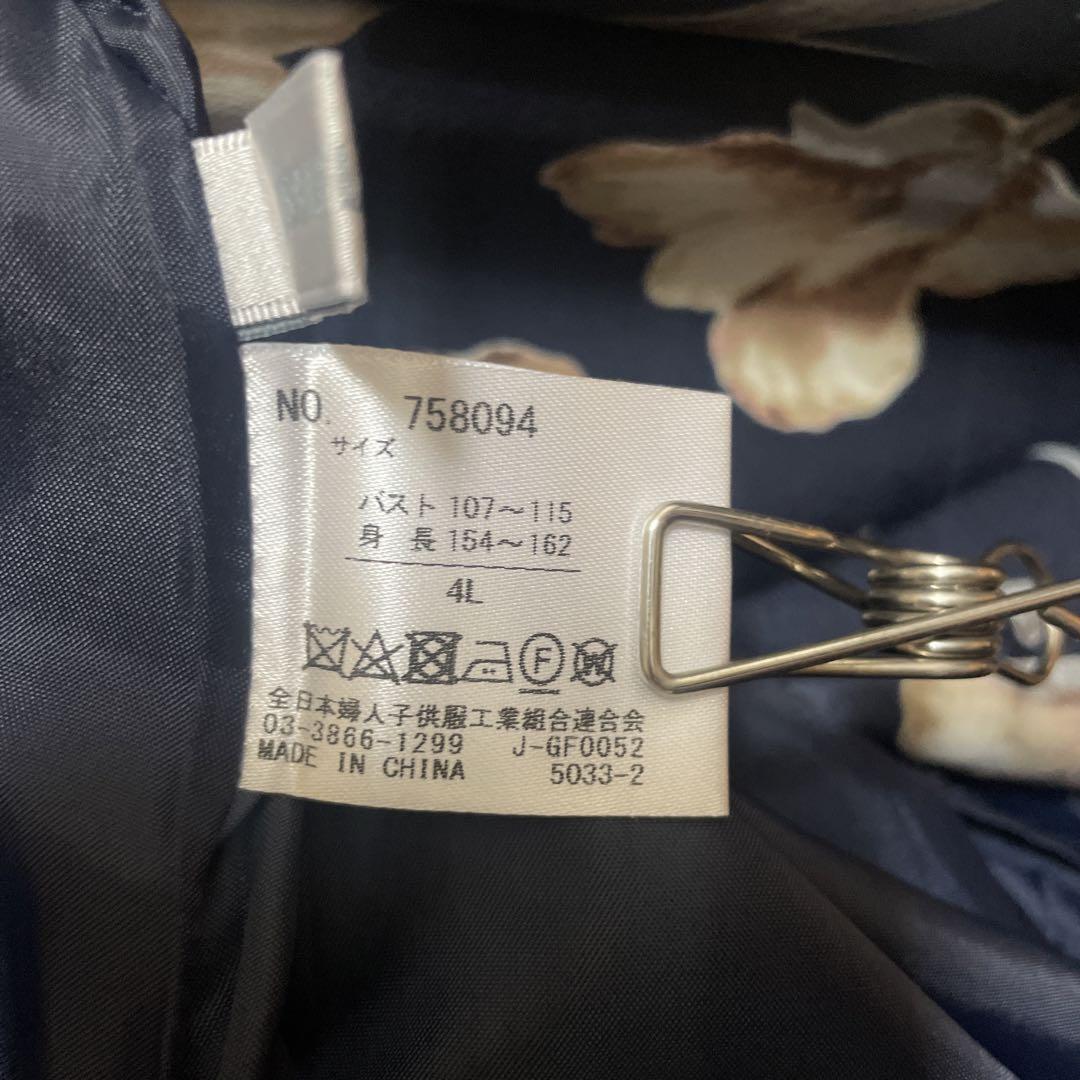 NO. 758094
サイズ
バスト 107〜115
身 長 154〜162
4L
F W
全日本婦人子供服工業組合連合会
03-3866-1299 J-GF0052
MADE IN CHINA 5033-2